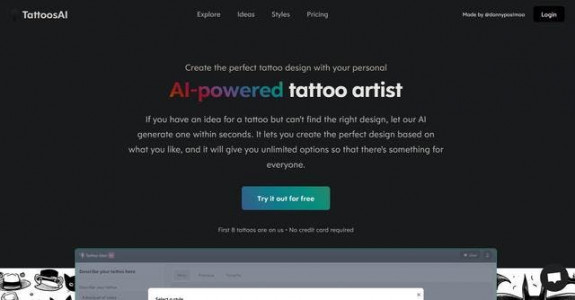 TattoosAI
Explore Ideas Styles Pricing
Made by @dannypostmaa
Login
Create the perfect tattoo design with your personal
AI-powered tattoo artist
If you have an idea for a tattoo but can't find the right design, let our AI
generate one within seconds. It lets you create the perfect design based on
what you like, and it will give you unlimited options so that there's something for
everyone.
Try it out for free
First 8 tattoos are on us • No credit card required
Tattoo idea
Describe your tattoo here:
Select a style